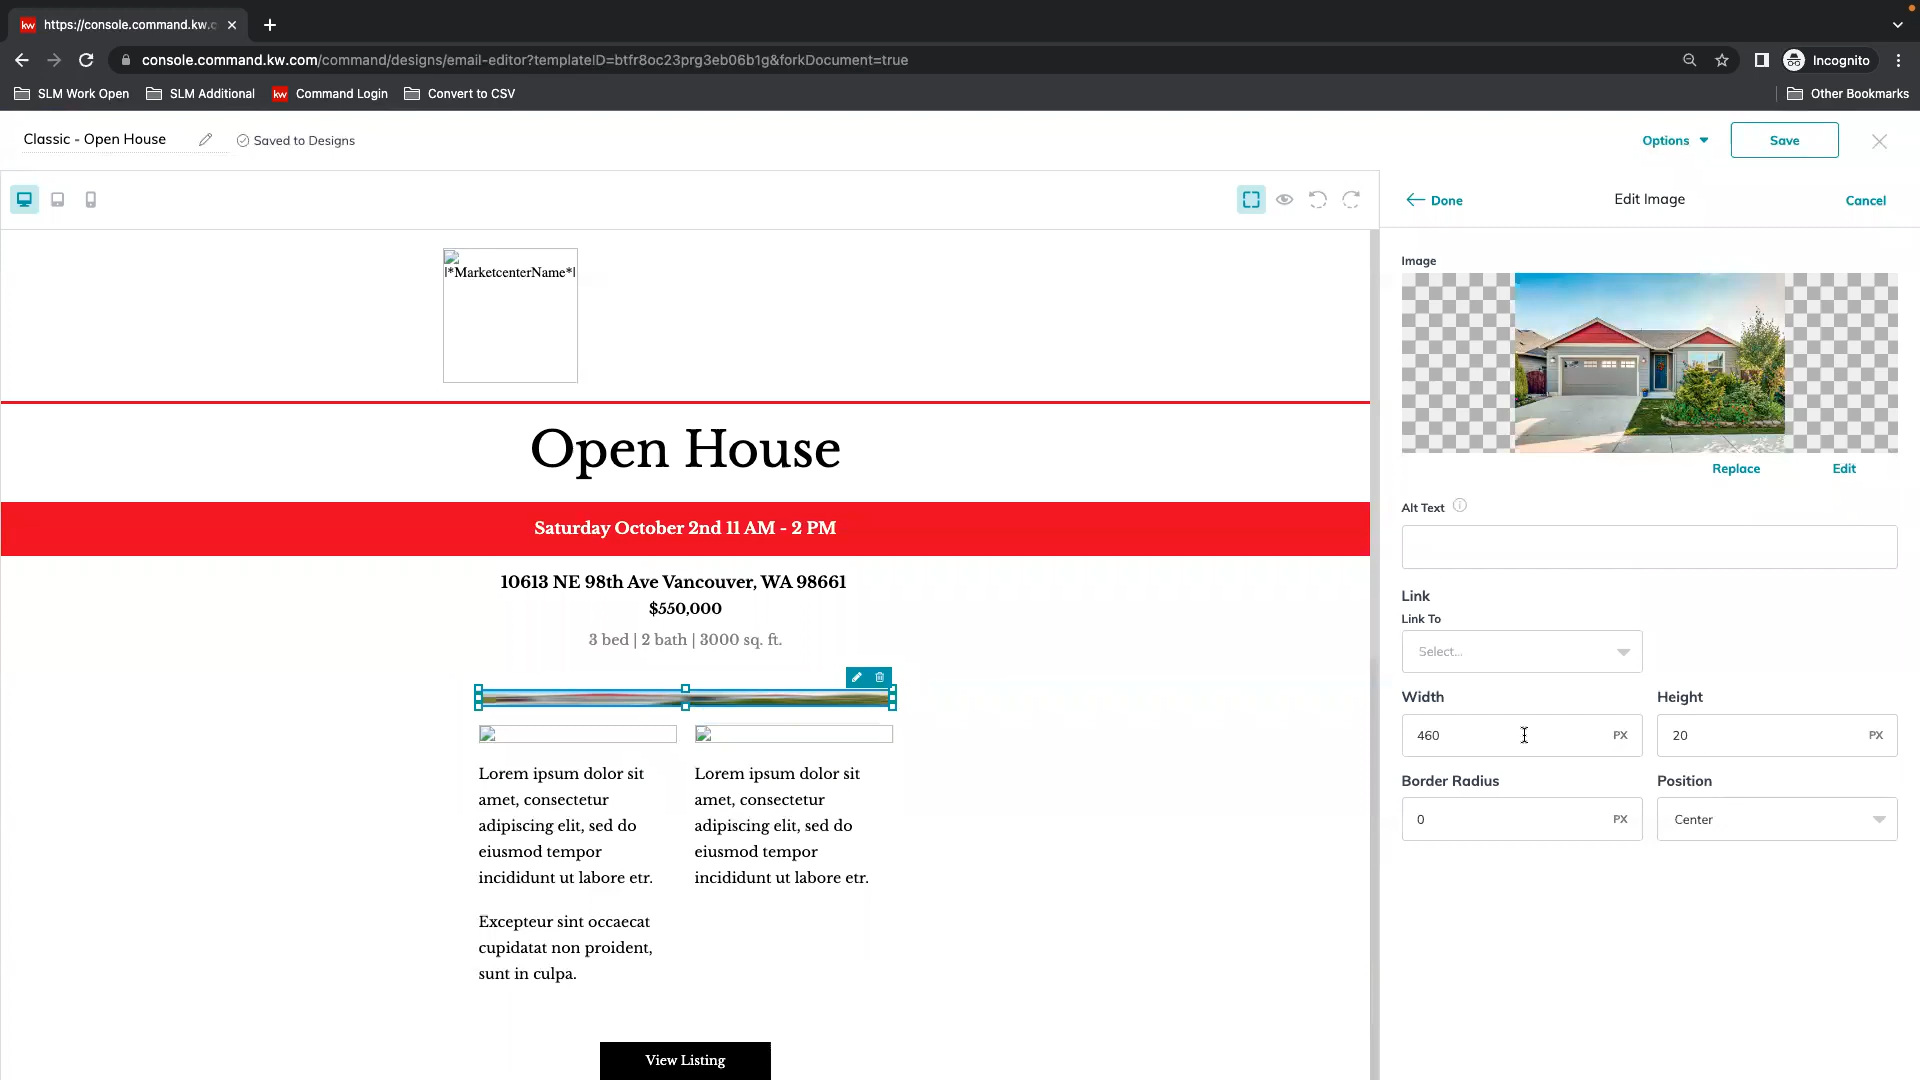 https://console.command.kw.c
console.command.kw.com/command/designs/email-editor?templateID=btfr8oc23prg3eb06b1g&forkDocument=true
Incognito
SLM Work Open
SLM Additional
kw
Command Login
Convert to CSV
Other Bookmarks
Classic - Open House
Saved to Designs
Options
Save
Done
Edit Image
Cancel
|*MarketcenterName*|
Open House
Saturday October 2nd 11 AM - 2 PM
10613 NE 98th Ave Vancouver, WA 98661
$550,000
3 bed | 2 bath | 3000 sq. ft.
Lorem ipsum dolor sit
amet, consectetur
adipiscing elit, sed do
eiusmod tempor
incididunt ut labore etr.
Excepteur sint occaecat
cupidatat non proident,
sunt in culpa.
Lorem ipsum dolor sit
amet, consectetur
adipiscing elit, sed do
eiusmod tempor
incididunt ut labore etr.
View Listing
Image
Replace
Edit
Alt Text
Link
Link To
Select...
Width
Height
460 PX
20 PX
Border Radius
Position
0 PX
Center